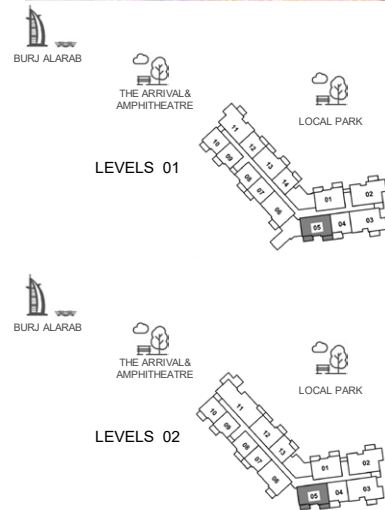 BURJ ALARAB
THE ARRIVAL&
AMPHITHEATRE
LOCAL PARK
LEVELS 01
11
10
12
09
13
08
14
07
06
01
02
05
04
03
BURJ ALARAB
THE ARRIVAL&
AMPHITHEATRE
LOCAL PARK
LEVELS 02
10
11
09
12
08
13
07
06
01
02
05
04
03